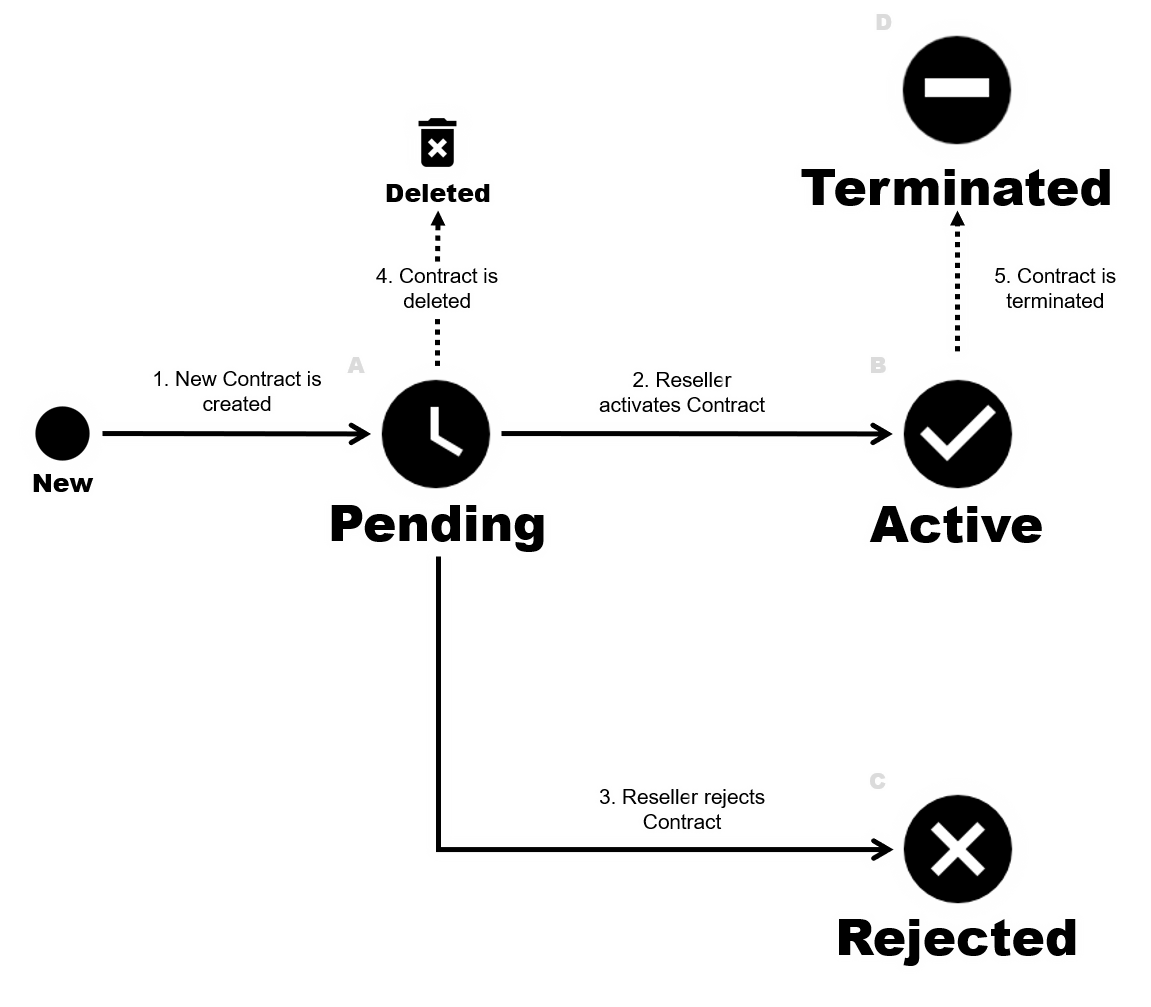 D
Terminated
Deleted
4. Contract is
deleted
5. Contract is
terminated
1. New Contract is
created
A
2. Reseller
activates Contract
B
New
Pending
Active
3. Reseller rejects
Contract
C
Rejected